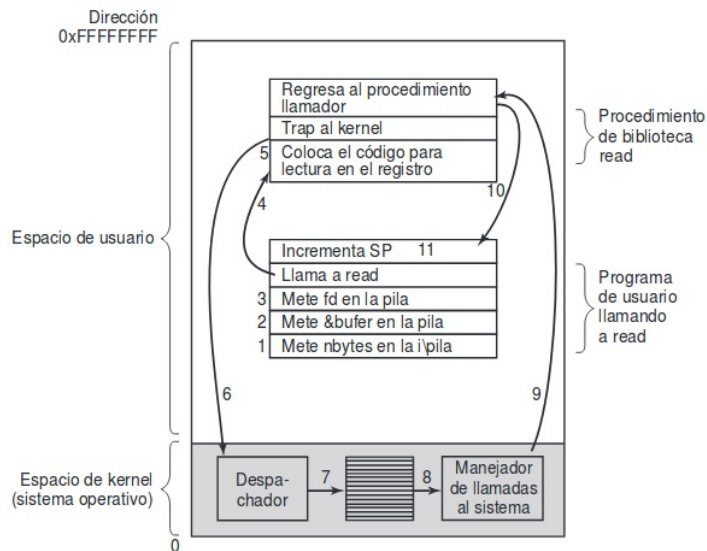 Dirección
0xFFFFFFFF
Regresa al procedimiento
llamador
Trap al kernel
5 Coloca el código para
lectura en el registro
4
10
Procedimiento
de biblioteca
read
Espacio de usuario
Incrementa SP 11
Llama a read
3 Mete fd en la pila
2 Mete &bufer en la pila
1 Mete nbytes en la i\pila
Programa
de usuario
llamando
a read
6
9
Espacio de kernel
(sistema operativo)
Despa-
chador
7
8
Manejador
de llamadas
al sistema
0